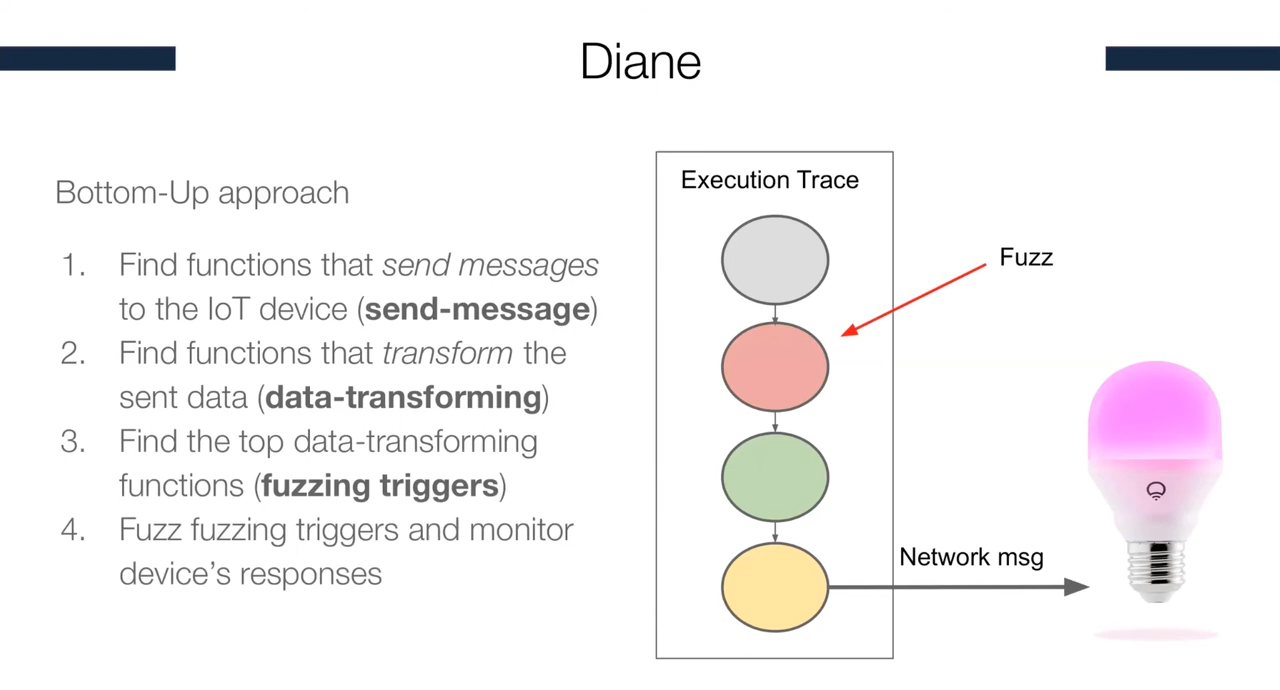 Diane
Bottom-Up approach
1. Find functions that send messages
to the IoT device (send-message)
2. Find functions that transform the
sent data (data-transforming)
3. Find the top data-transforming
functions (fuzzing triggers)
4. Fuzz fuzzing triggers and monitor
device’s responses
Execution Trace
Fuzz
Network msg